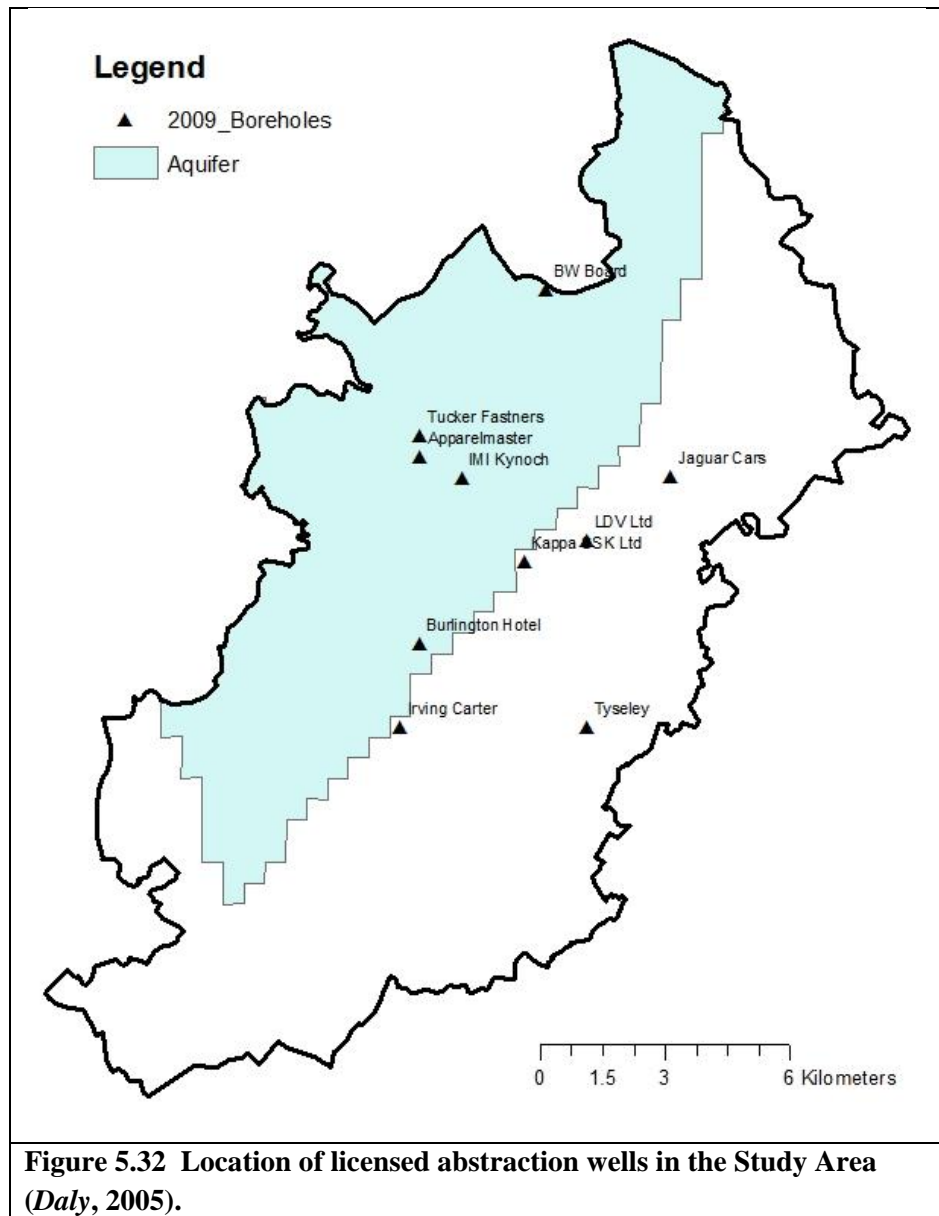 Legend
2009_Boreholes
Aquifer
BW Board
Tucker Fastners
Apparelmaster
IMI Kynoch
Jaguar Cars
LDV Ltd
Kappa SSK Ltd
Burlington Hotel
Irving Carter
Tyseley
0 1.5 3 6 Kilometers
Figure 5.32 Location of licensed abstraction wells in the Study Area
(Daly, 2005).